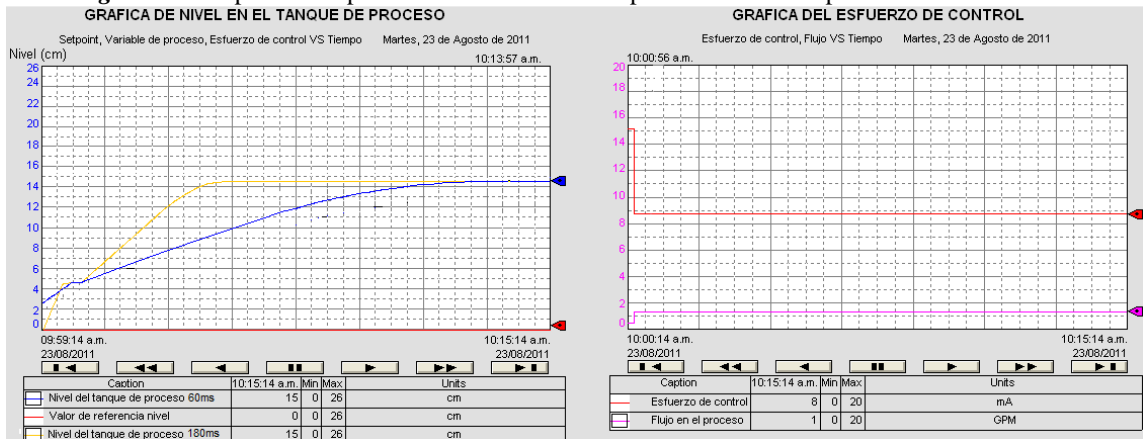 GRAFICA DE NIVEL EN EL TANQUE DE PROCESO
Setpoint, Variable de proceso, Esfuerzo de control VS Tiempo Martes, 23 de Agosto de 2011
Nivel (cm)
10:13:57 a.m.
26
24
22
20
18
16
14
12
10
8
6
4
2
0
09:59:14 a.m.
23/08/2011
10:15:14 a.m.
23/08/2011
Caption 10:15:14 a.m. Min Max Units
Nivel del tanque de proceso 60ms 15 0 26 cm
Valor de referencia nivel 0 0 26 cm
Nivel del tanque de proceso 180ms 15 0 26 cm
GRAFICA DEL ESFUERZO DE CONTROL
Esfuerzo de control, Flujo VS Tiempo Martes, 23 de Agosto de 2011
10:00:56 a.m.
20
18
16
14
12
10
8
6
4
2
0
10:00:14 a.m.
23/08/2011
10:15:14 a.m.
23/08/2011
Caption 10:15:14 a.m. Min Max Units
Esfuerzo de control 8 0 20 mA
Flujo en el proceso 1 0 20 GPM